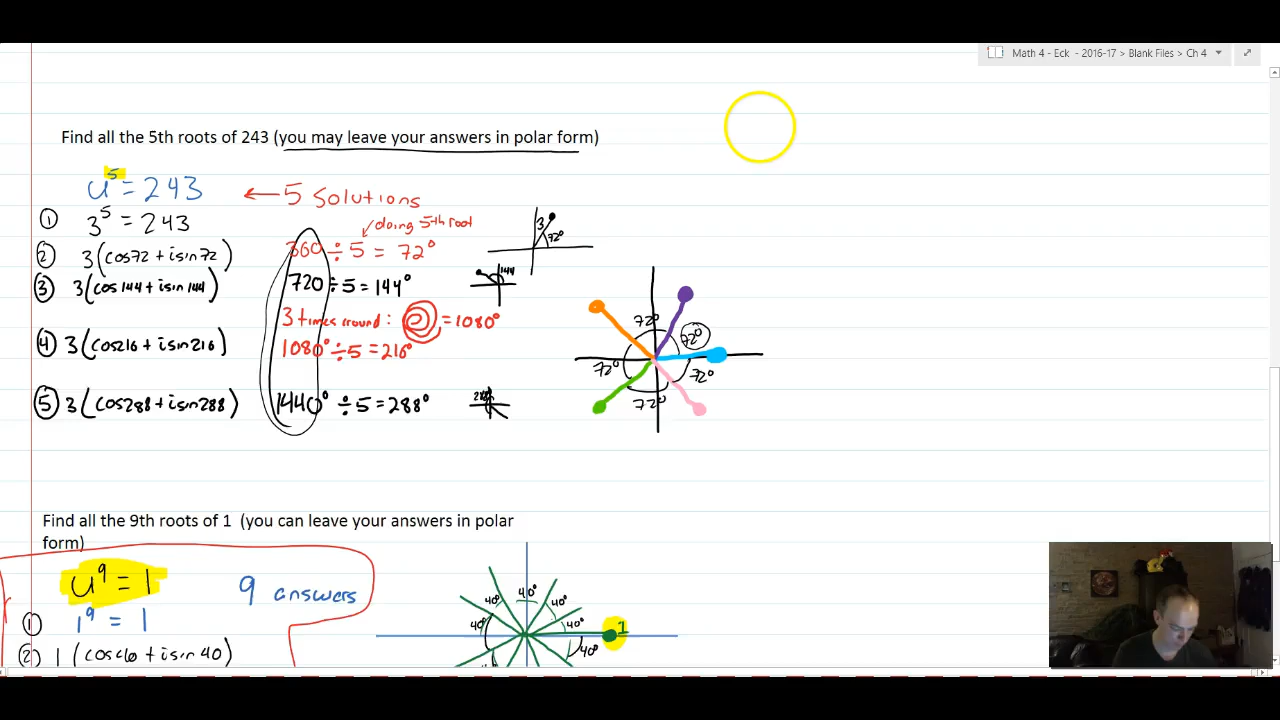 Math 4 - Eck - 2016-17 > Blank Files > Ch 4
Find all the 5th roots of 243 (you may leave your answers in polar form)
u⁵ = 243
← 5 Solutions
① 3⁵ = 243
doing 5th root
② 3(cos72 + isin72)
360 ÷ 5 = 72°
3
72°
③ 3(cos144 + isin144)
720 ÷ 5 = 144°
144
3 times around: = 1080°
④ 3(cos216 + isin216)
1080° ÷ 5 = 216°
⑤ 3(cos288 + isin288)
1440° ÷ 5 = 288°
72°
72°
72°
72°
72°
Find all the 9th roots of 1 (you can leave your answers in polar
form)
u⁹ = 1
9 answers
① 1⁹ = 1
② 1(cos40 + isin40)
40°
40°
40°
40°
40°
1
40°